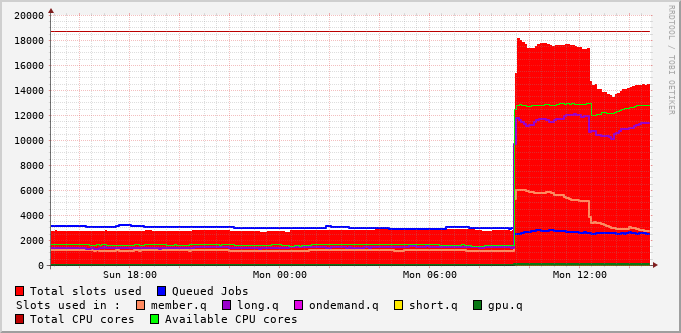 RRDTOOL / TOBI OETIKER
20000
18000
16000
14000
12000
10000
8000
6000
4000
2000
0
Sun 18:00 Mon 00:00 Mon 06:00 Mon 12:00
Total slots used Queued Jobs
Slots used in : member.q long.q ondemand.q short.q gpu.q
Total CPU cores Available CPU cores